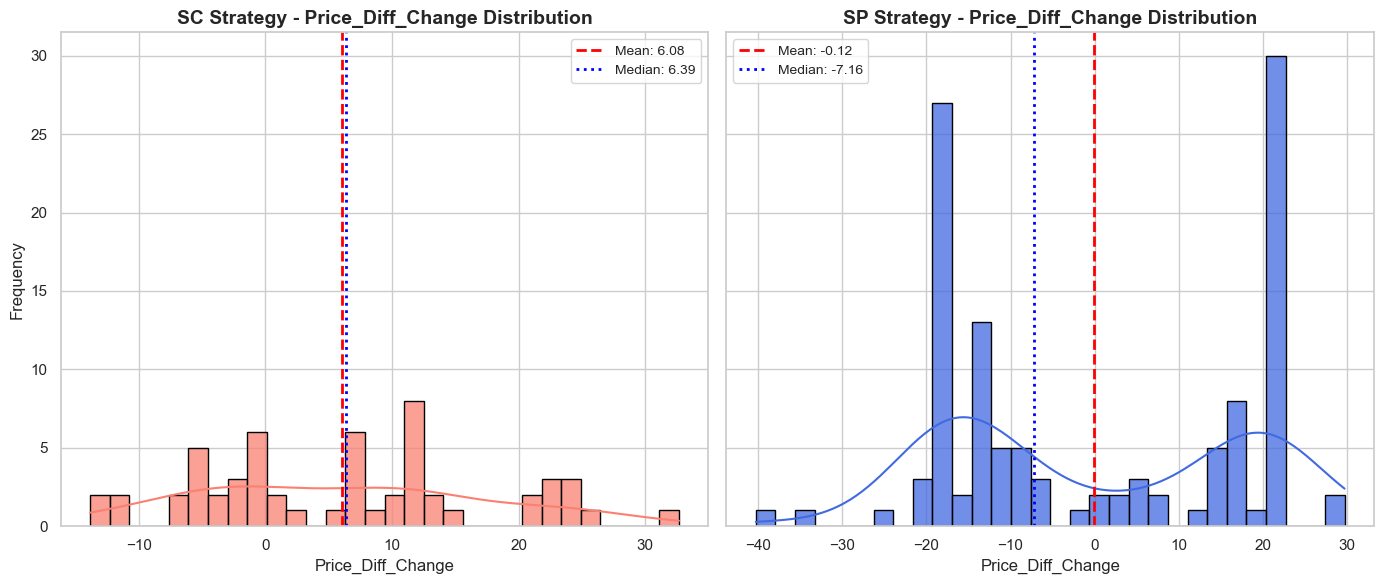 SC Strategy - Price_Diff_Change Distribution
Mean: 6.08
Median: 6.39
30
25
20
15
10
5
0
Frequency
−10
0
10
20
30
Price_Diff_Change
SP Strategy - Price_Diff_Change Distribution
Mean: -0.12
Median: -7.16
−40
−30
−20
−10
0
10
20
30
Price_Diff_Change